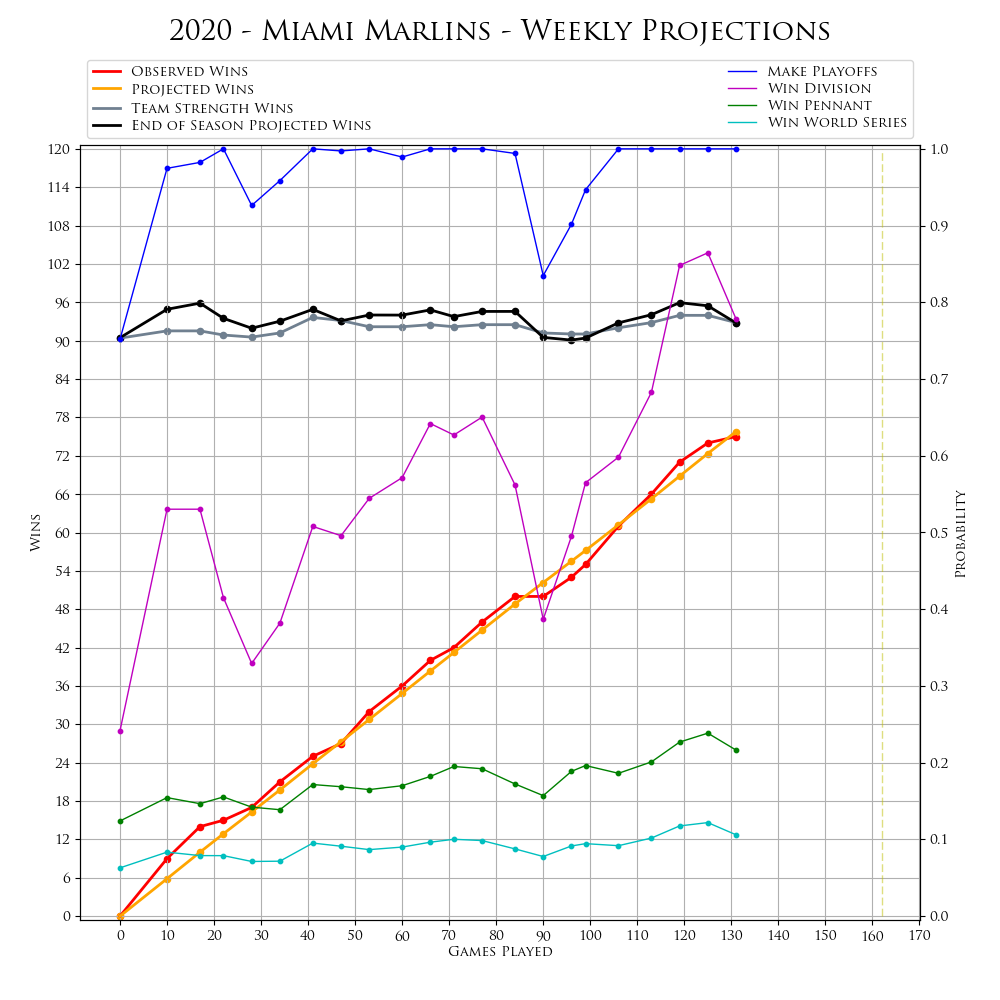 2020 - Miami Marlins - Weekly Projections
Observed Wins
Projected Wins
Team Strength Wins
End of Season Projected Wins
Make Playoffs
Win Division
Win Pennant
Win World Series
120
114
108
102
96
90
84
78
72
66
60
54
48
42
36
30
24
18
12
6
0
Wins
1.0
0.9
0.8
0.7
0.6
0.5
0.4
0.3
0.2
0.1
0.0
Probability
0 10 20 30 40 50 60 70 80 90 100 110 120 130 140 150 160 170
Games Played